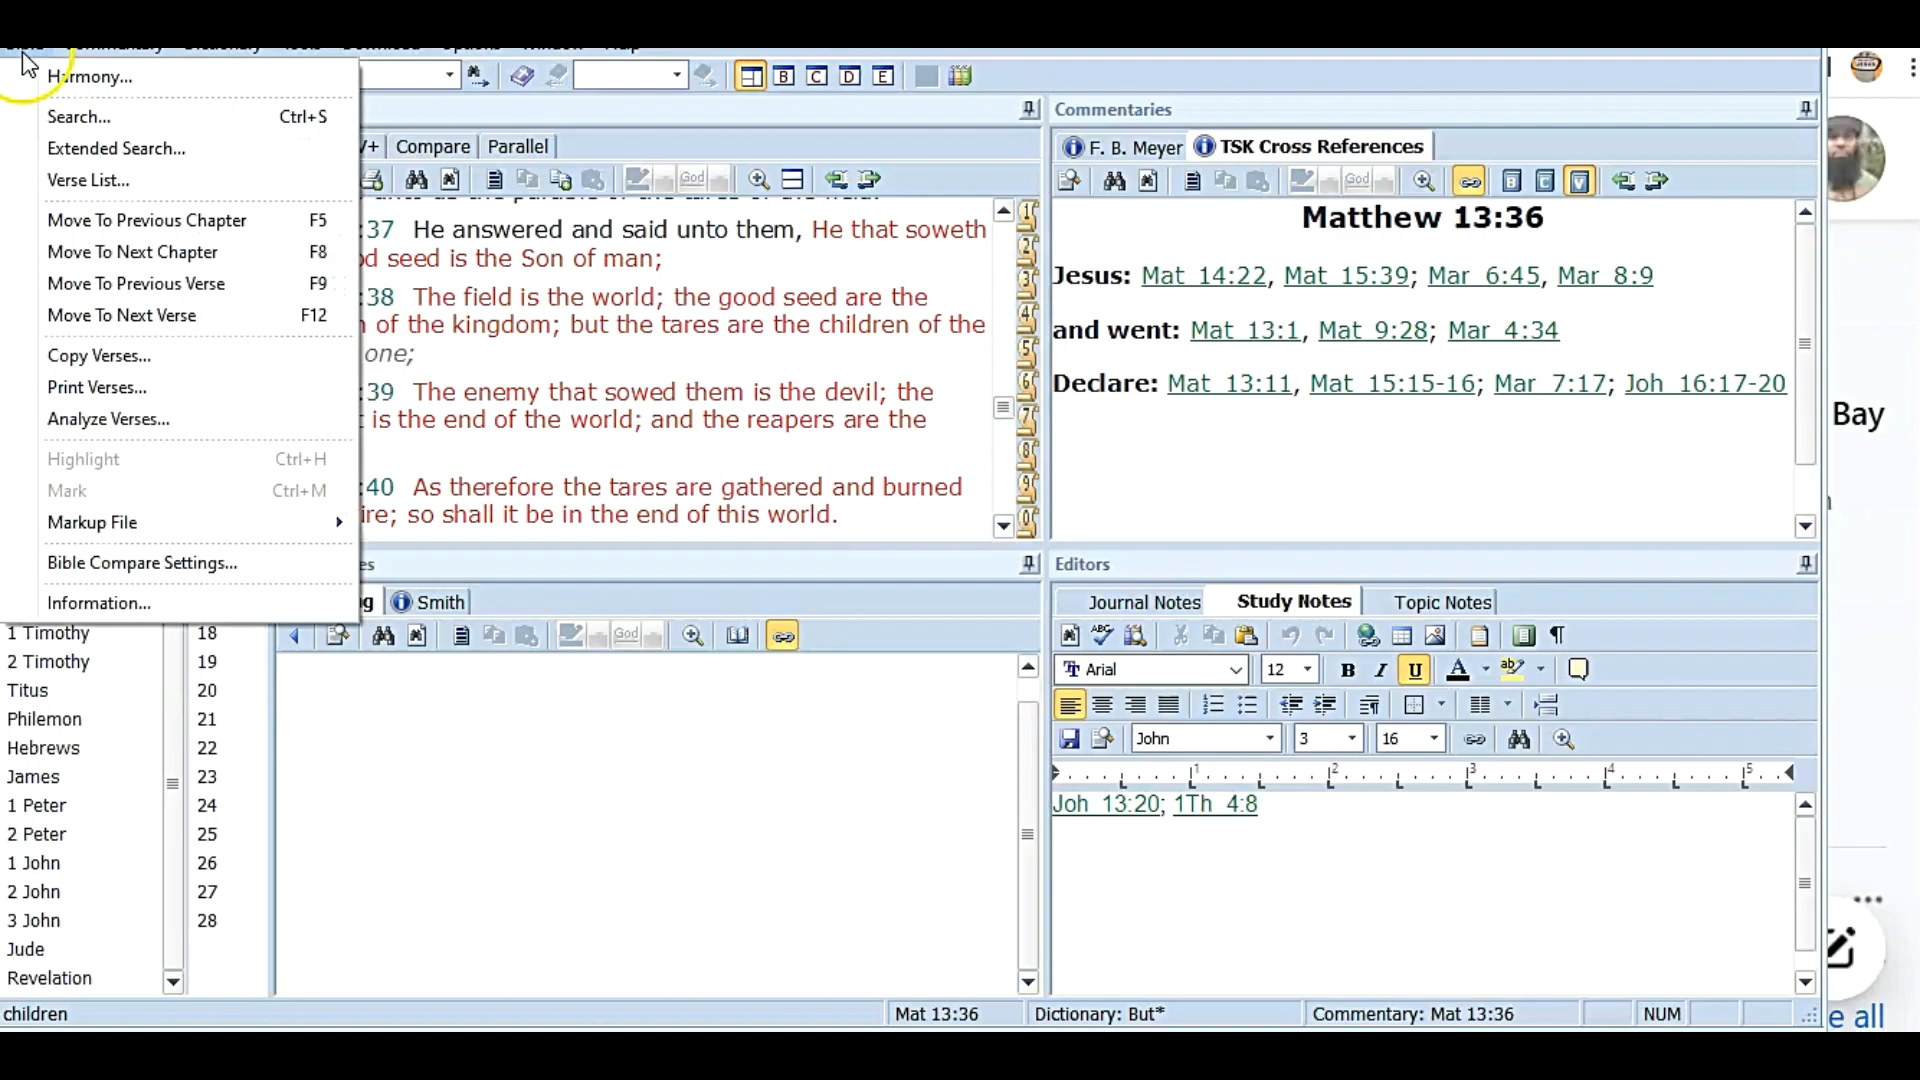 Harmony...
Search... Ctrl+S
Extended Search...
Verse List...
Move To Previous Chapter F5
Move To Next Chapter F8
Move To Previous Verse F9
Move To Next Verse F12
Copy Verses...
Print Verses...
Analyze Verses...
Highlight Ctrl+H
Mark Ctrl+M
Markup File
Bible Compare Settings...
Information...
B C D E
Compare Parallel
:37 He answered and said unto them, He that soweth
d seed is the Son of man;
:38 The field is the world; the good seed are the
of the kingdom; but the tares are the children of the
one;
:39 The enemy that sowed them is the devil; the
is the end of the world; and the reapers are the
:40 As therefore the tares are gathered and burned
ire; so shall it be in the end of this world.
Commentaries
F. B. Meyer TSK Cross References
Matthew 13:36
Jesus: Mat 14:22, Mat 15:39; Mar 6:45, Mar 8:9
and went: Mat 13:1, Mat 9:28; Mar 4:34
Declare: Mat 13:11, Mat 15:15-16; Mar 7:17; Joh 16:17-20
Bay
es
g Smith
1 Timothy 18
2 Timothy 19
Titus 20
Philemon 21
Hebrews 22
James 23
1 Peter 24
2 Peter 25
1 John 26
2 John 27
3 John 28
Jude
Revelation
Editors
Journal Notes Study Notes Topic Notes
Arial 12 B I U A
John 3 16
1 2 3 4 5
Joh 13:20; 1Th 4:8
e all
children Mat 13:36 Dictionary: But* Commentary: Mat 13:36 NUM